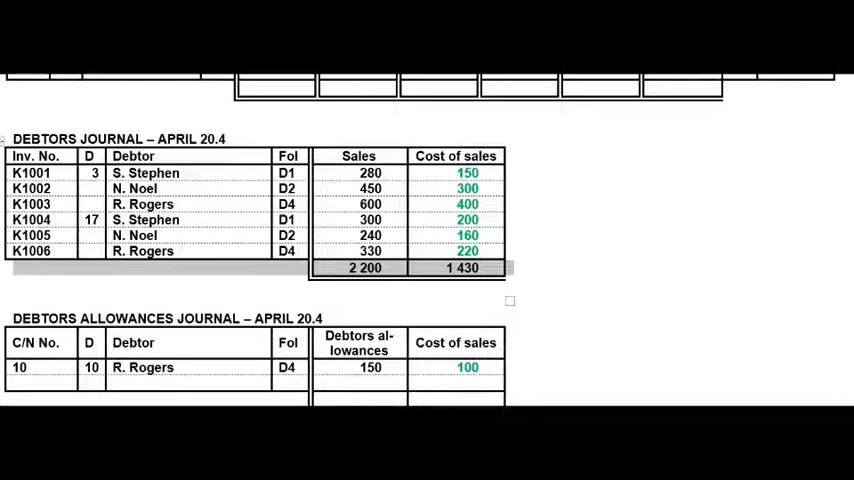 DEBTORS JOURNAL – APRIL 20.4
Inv. No. D Debtor Fol Sales Cost of sales
K1001 3 S. Stephen D1 280 150
K1002 N. Noel D2 450 300
K1003 R. Rogers D4 600 400
K1004 17 S. Stephen D1 300 200
K1005 N. Noel D2 240 160
K1006 R. Rogers D4 330 220
2 200 1 430
DEBTORS ALLOWANCES JOURNAL – APRIL 20.4
C/N No. D Debtor Fol Debtors al-
lowances Cost of sales
10 10 R. Rogers D4 150 100